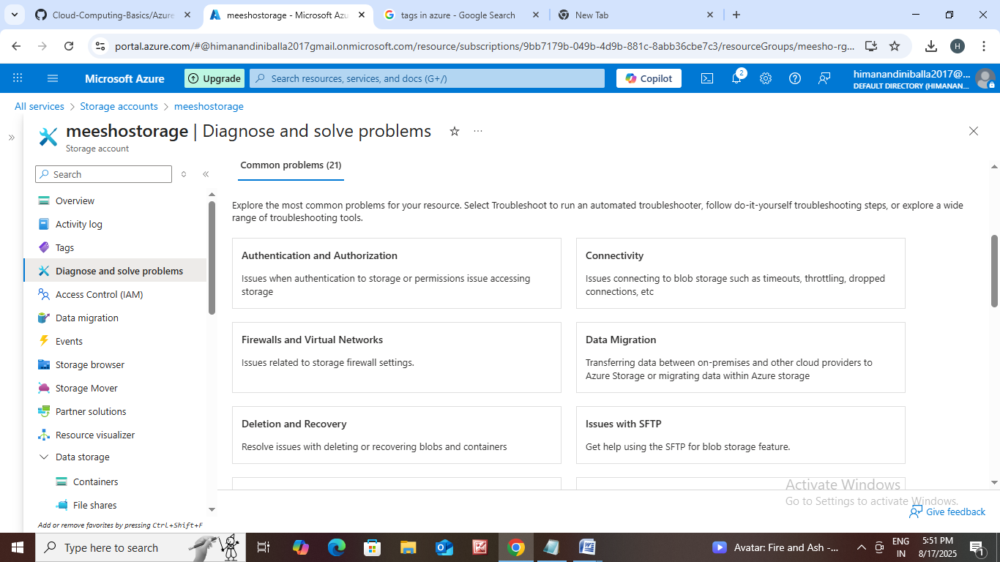 Cloud-Computing-Basics/Azure
meeshostorage - Microsoft Azu
tags in azure - Google Search
New Tab
portal.azure.com/#@himanandiniballa2017gmail.onmicrosoft.com/resource/subscriptions/9bb7179b-049b-4d9b-881c-8abb36cbe7c3/resourceGroups/meesho-rg...
H
Microsoft Azure
Upgrade
Search resources, services, and docs (G+/)
Copilot
2
himanandiniballa2017@...
DEFAULT DIRECTORY (HIMANAN...
All services > Storage accounts > meeshostorage
meeshostorage | Diagnose and solve problems
Storage account
Search
Overview
Activity log
Tags
Diagnose and solve problems
Access Control (IAM)
Data migration
Events
Storage browser
Storage Mover
Partner solutions
Resource visualizer
Data storage
Containers
File shares
Add or remove favorites by pressing Ctrl+Shift+F
Common problems (21)
Explore the most common problems for your resource. Select Troubleshoot to run an automated troubleshooter, follow do-it-yourself troubleshooting steps, or explore a wide
range of troubleshooting tools.
Authentication and Authorization
Issues when authentication to storage or permissions issue accessing
storage
Connectivity
Issues connecting to blob storage such as timeouts, throttling, dropped
connections, etc
Firewalls and Virtual Networks
Issues related to storage firewall settings.
Data Migration
Transferring data between on-premises and other cloud providers to
Azure Storage or migrating data within Azure storage
Deletion and Recovery
Resolve issues with deleting or recovering blobs and containers
Issues with SFTP
Get help using the SFTP for blob storage feature.
Activate Windows
Go to Settings to activate Windows.
Give feedback
Type here to search
Avatar: Fire and Ash -...
ENG
IN
5:51 PM
8/17/2025
1